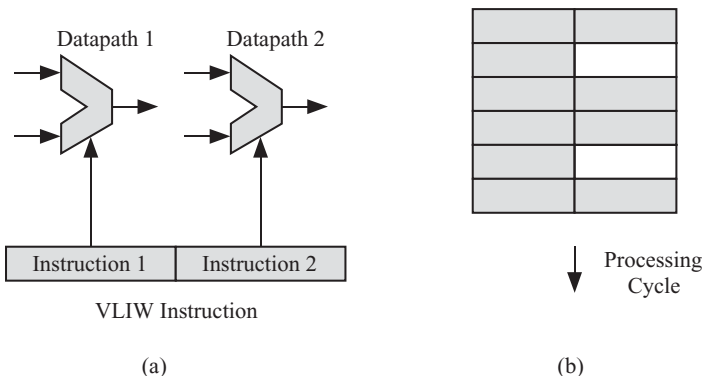 Datapath 1
Datapath 2
Instruction 1
Instruction 2
VLIW Instruction
(a)
Processing
Cycle
(b)